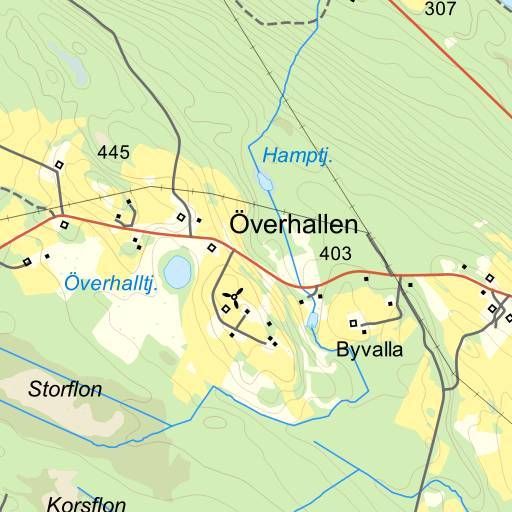 307
445
Hamptj.
Överhallen
403
Överhalltj.
Byvalla
Storflon
Korsflon